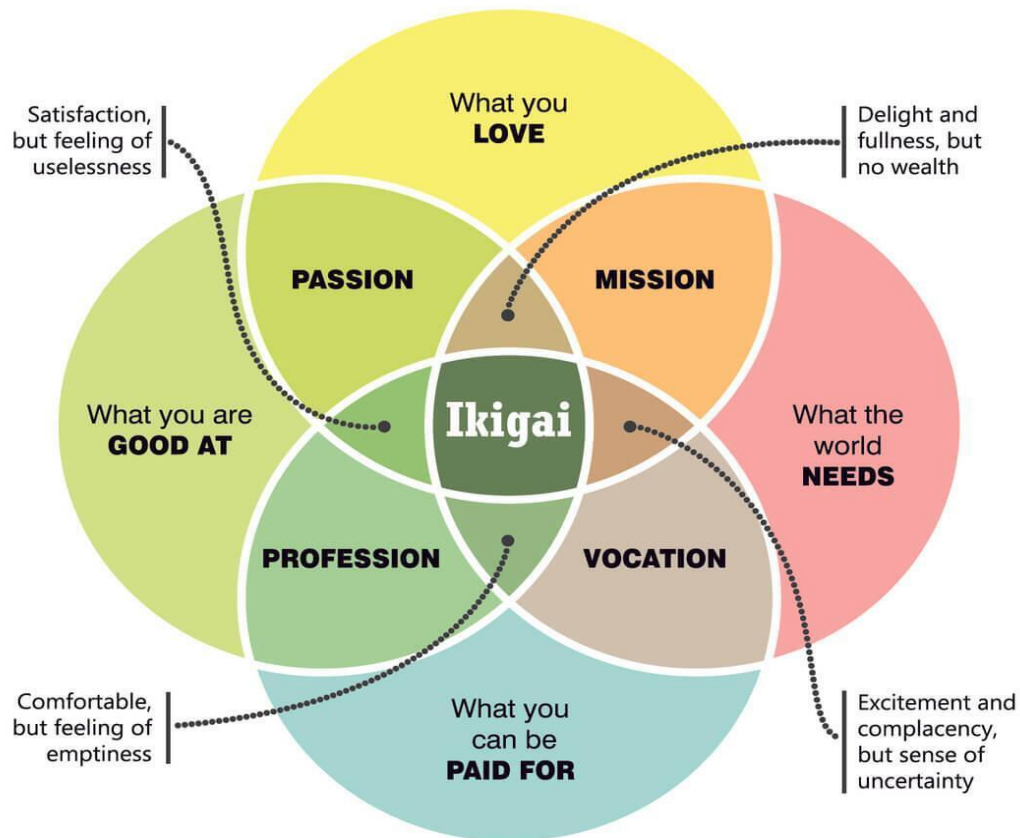 What you
LOVE
Satisfaction,
but feeling of
uselessness
Delight and
fullness, but
no wealth
PASSION
MISSION
What you are
GOOD AT
Ikigai
What the
world
NEEDS
PROFESSION
VOCATION
Comfortable,
but feeling of
emptiness
What you
can be
PAID FOR
Excitement and
complacency,
but sense of
uncertainty